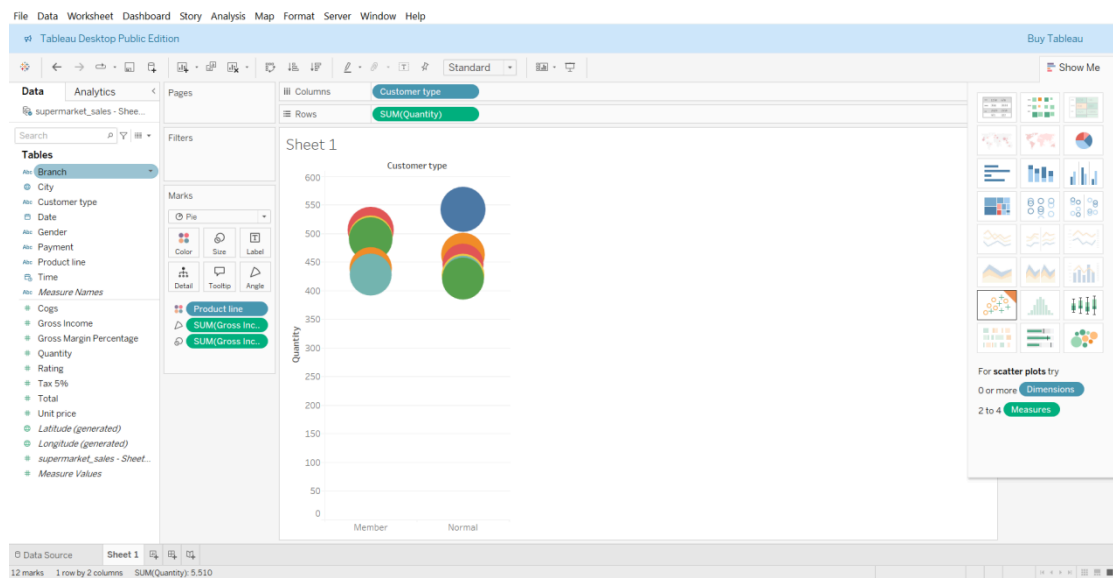 File Data Worksheet Dashboard Story Analysis Map Format Server Window Help
Tableau Desktop Public Edition
Buy Tableau
Standard
Show Me
Data Analytics
supermarket_sales - Shee...
Search
Tables
Abc Branch
City
Abc Customer type
Date
Abc Gender
Abc Payment
Abc Product line
Time
Abc Measure Names
# Cogs
# Gross Income
# Gross Margin Percentage
# Quantity
# Rating
# Tax 5%
# Total
# Unit price
Latitude (generated)
Longitude (generated)
# supermarket_sales - Sheet...
# Measure Values
Pages
Filters
Marks
Pie
Color Size Label
Detail Tooltip Angle
Product line
SUM(Gross Inc..
SUM(Gross Inc..
Columns Customer type
Rows SUM(Quantity)
Sheet 1
Customer type
600
550
500
450
400
350
300
250
200
150
100
50
0
Quantity
Member Normal
For scatter plots try
0 or more Dimensions
2 to 4 Measures
Data Source Sheet 1
12 marks 1 row by 2 columns SUM(Quantity): 5,510